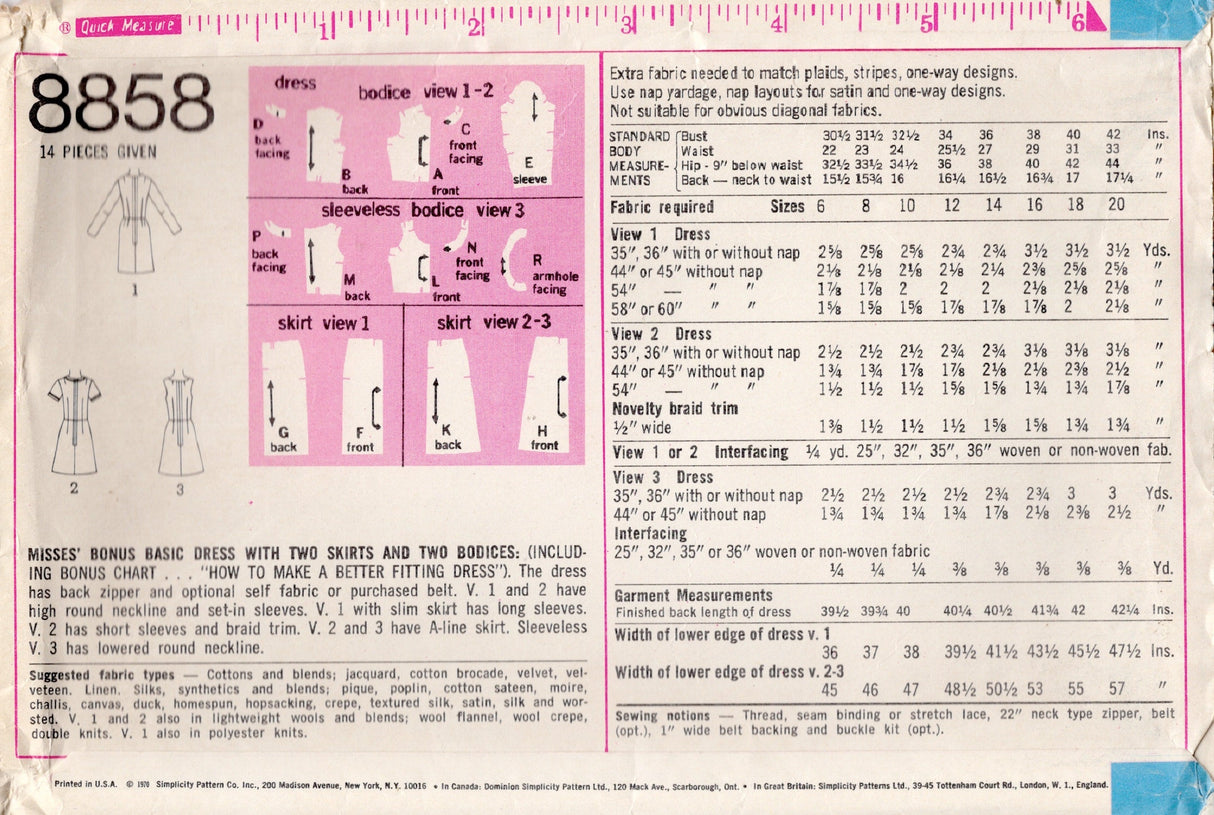 ® Quick Measure 1 2 3 4 5 6
8858
14 PIECES GIVEN
1
2 3
dress
bodice view 1-2
D back facing
B back
A front
C front facing
E sleeve
sleeveless bodice view 3
P back facing
M back
L front
N front facing
R armhole facing
skirt view 1
G back
F front
skirt view 2-3
K back
H front
MISSES' BONUS BASIC DRESS WITH TWO SKIRTS AND TWO BODICES: (INCLUD-
ING BONUS CHART . . . "HOW TO MAKE A BETTER FITTING DRESS"). The dress
has back zipper and optional self fabric or purchased belt. V. 1 and 2 have
high round neckline and set-in sleeves. V. 1 with slim skirt has long sleeves.
V. 2 has short sleeves and braid trim. V. 2 and 3 have A-line skirt. Sleeveless
V. 3 has lowered round neckline.
Suggested fabric types — Cottons and blends; jacquard, cotton brocade, velvet, vel-
veteen. Linen. Silks, synthetics and blends; pique, poplin, cotton sateen, moire,
challis, canvas, duck, homespun, hopsacking, crepe, textured silk, satin, silk and wor-
sted. V. 1 and 2 also in lightweight wools and blends; wool flannel, wool crepe,
double knits. V. 1 also in polyester knits.
Extra fabric needed to match plaids, stripes, one-way designs.
Use nap yardage, nap layouts for satin and one-way designs.
Not suitable for obvious diagonal fabrics.
STANDARD Bust 30½ 31½ 32½ 34 36 38 40 42 Ins.
BODY Waist 22 23 24 25½ 27 29 31 33 "
MEASURE- Hip - 9" below waist 32½ 33½ 34½ 36 38 40 42 44 "
MENTS Back — neck to waist 15½ 15¾ 16 16¼ 16½ 16¾ 17 17¼ "
Fabric required Sizes 6 8 10 12 14 16 18 20
View 1 Dress
35", 36" with or without nap 2⅝ 2⅝ 2⅝ 2¾ 2¾ 3½ 3½ 3½ Yds.
44" or 45" without nap 2⅛ 2⅛ 2⅛ 2⅛ 2¼ 2⅜ 2⅝ 2⅝ "
54" — " " 1⅞ 1⅞ 2 2 2 2⅛ 2⅛ 2⅛ "
58" or 60" " " 1⅝ 1⅝ 1⅝ 1⅞ 1⅞ 1⅞ 2 2⅛ "
View 2 Dress
35", 36" with or without nap 2½ 2½ 2½ 2¾ 2¾ 3⅛ 3⅛ 3⅛ "
44" or 45" without nap 1¾ 1¾ 1⅞ 1⅞ 2⅛ 2⅛ 2⅜ 2½ "
54" — " " 1½ 1½ 1½ 1⅝ 1⅝ 1¾ 1¾ 1⅞ "
Novelty braid trim
½" wide 1⅜ 1½ 1½ 1½ 1⅝ 1⅝ 1¾ 1¾ "
View 1 or 2 Interfacing ¼ yd. 25", 32", 35", 36" woven or non-woven fab.
View 3 Dress
35", 36" with or without nap 2½ 2½ 2½ 2½ 2¾ 2¾ 3 3 Yds.
44" or 45" without nap 1¾ 1¾ 1¾ 1¾ 1⅞ 2⅛ 2⅜ 2½ "
Interfacing
25", 32", 35" or 36" woven or non-woven fabric
¼ ¼ ¼ ⅜ ⅜ ⅜ ⅜ ⅜ Yd.
Garment Measurements
Finished back length of dress 39½ 39¾ 40 40¼ 40½ 41¾ 42 42¼ Ins.
Width of lower edge of dress v. 1
36 37 38 39½ 41½ 43½ 45½ 47½ Ins.
Width of lower edge of dress v. 2-3
45 46 47 48½ 50½ 53 55 57 "
Sewing notions — Thread, seam binding or stretch lace, 22" neck type zipper, belt
(opt.), 1" wide belt backing and buckle kit (opt.).
Printed in U.S.A. © 1970 Simplicity Pattern Co. Inc., 200 Madison Avenue, New York, N.Y. 10016 • In Canada: Dominion Simplicity Pattern Ltd., 120 Mack Ave., Scarborough, Ont. • In Great Britain: Simplicity Patterns Ltd., 39-45 Tottenham Court Rd., London, W. 1., England.